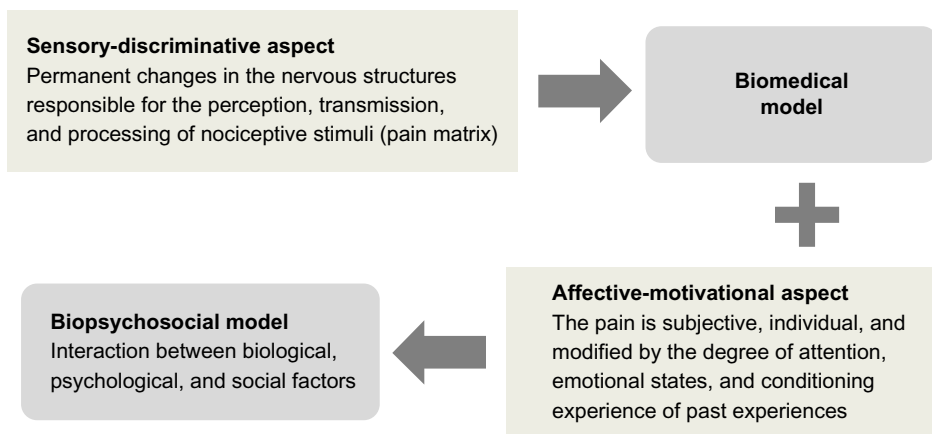 Sensory-discriminative aspect
Permanent changes in the nervous structures
responsible for the perception, transmission,
and processing of nociceptive stimuli (pain matrix)
Biomedical
model
Affective-motivational aspect
The pain is subjective, individual, and
modified by the degree of attention,
emotional states, and conditioning
experience of past experiences
Biopsychosocial model
Interaction between biological,
psychological, and social factors